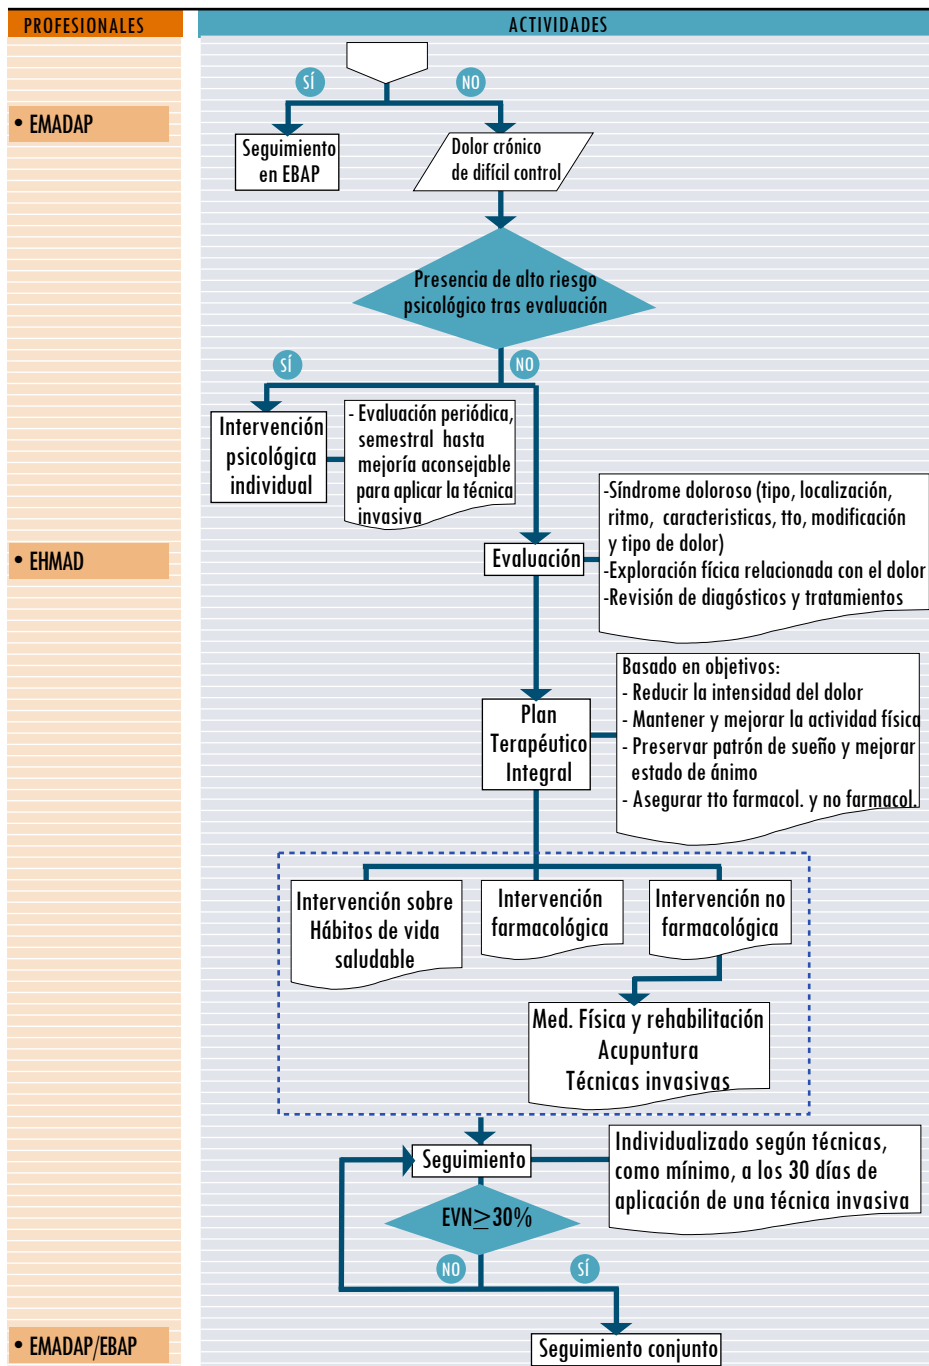 PROFESIONALES
ACTIVIDADES
SÍ
NO
• EMADAP
Seguimiento
en EBAP
Dolor crónico
de difícil control
Presencia de alto riesgo
psicológico tras evaluación
SÍ
NO
Intervención
psicológica
individual
- Evaluación periódica,
semestral hasta
mejoría aconsejable
para aplicar la técnica
invasiva
• EHMAD
Evaluación
-Síndrome doloroso (tipo, localización,
ritmo, caracteristicas, tto, modificación
y tipo de dolor)
-Exploración fícica relacionada con el dolor
-Revisión de diagósticos y tratamientos
Plan
Terapéutico
Integral
Basado en objetivos:
- Reducir la intensidad del dolor
- Mantener y mejorar la actividad física
- Preservar patrón de sueño y mejorar
estado de ánimo
- Asegurar tto farmacol. y no farmacol.
Intervención sobre
Hábitos de vida
saludable
Intervención
farmacológica
Intervención no
farmacológica
Med. Física y rehabilitación
Acupuntura
Técnicas invasivas
Seguimiento
Individualizado según técnicas,
como mínimo, a los 30 días de
aplicación de una técnica invasiva
EVN≥30%
NO
SÍ
• EMADAP/EBAP
Seguimiento conjunto